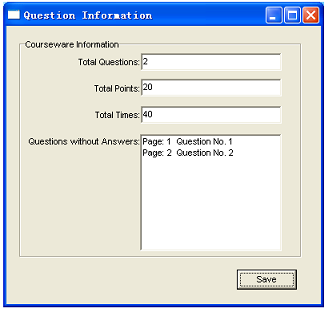 Question Information
Courseware Information
Total Questions: 2
Total Points: 20
Total Times: 40
Questions without Answers: Page: 1 Question No. 1
Page: 2 Question No. 2
Save